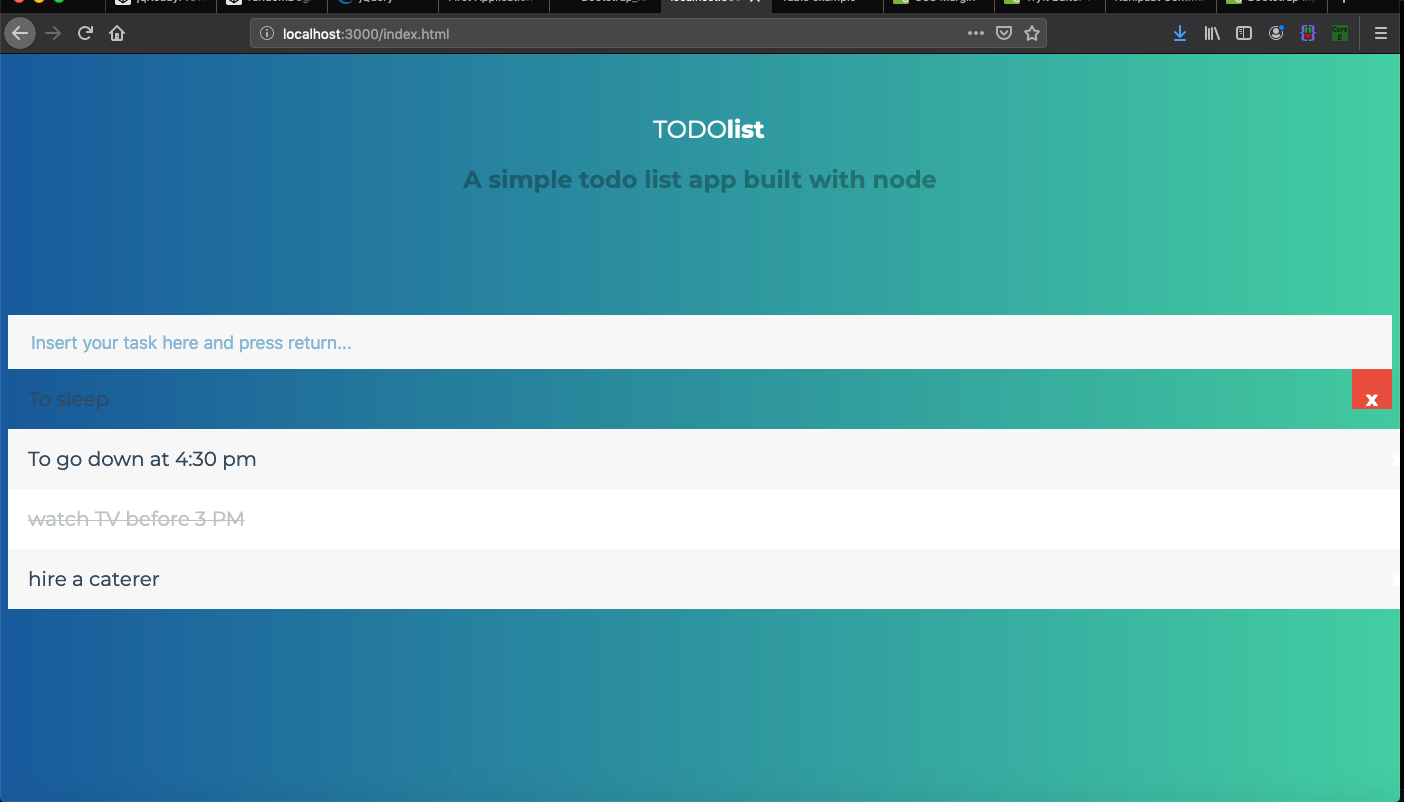 localhost:3000/index.html
TODOlist
A simple todo list app built with node
Insert your task here and press return...
To sleep
x
To go down at 4:30 pm
watch TV before 3 PM
hire a caterer